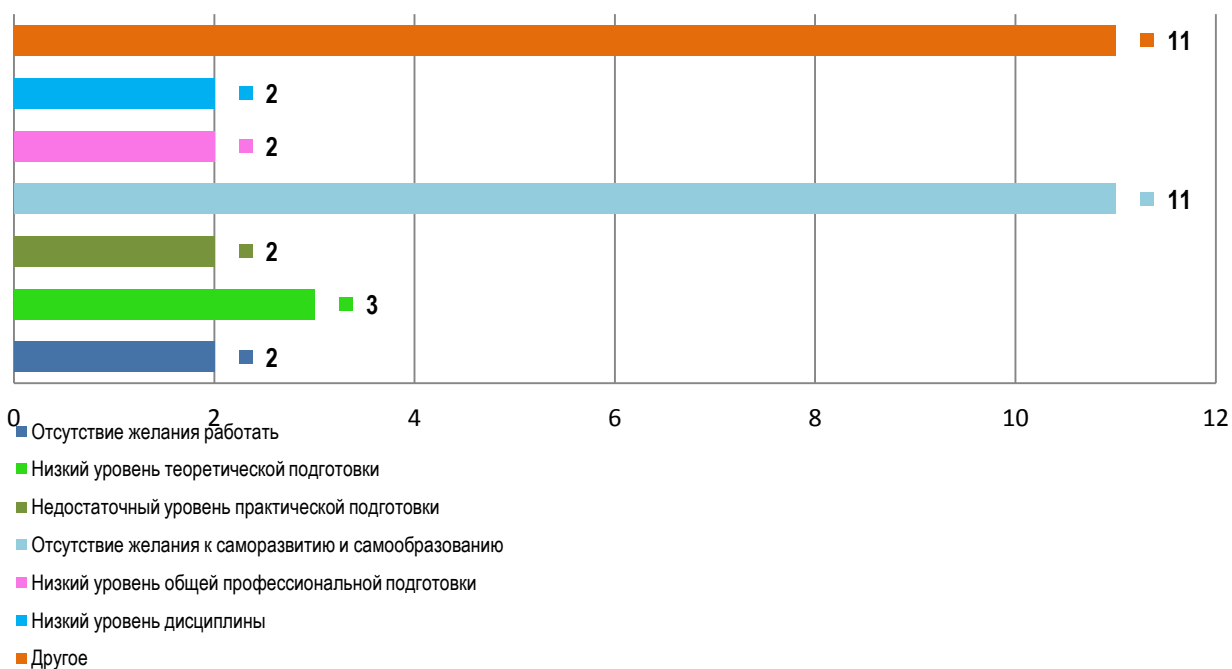 11
2
2
11
2
3
2
0 2 4 6 8 10 12
Отсутствие желания работать
Низкий уровень теоретической подготовки
Недостаточный уровень практической подготовки
Отсутствие желания к саморазвитию и самообразованию
Низкий уровень общей профессиональной подготовки
Низкий уровень дисциплины
Другое